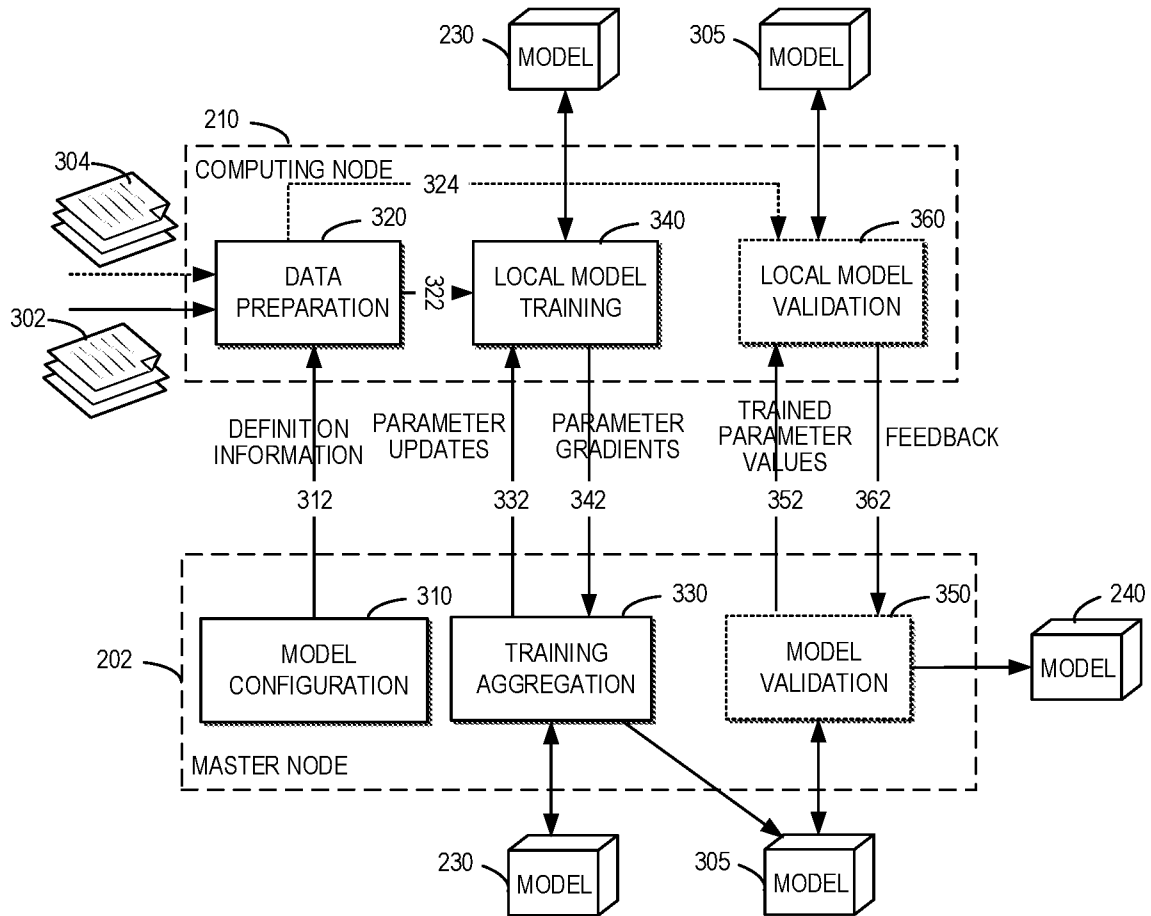 230
MODEL
305
MODEL
210
COMPUTING NODE
304
324
320
340
360
DATA
PREPARATION
322
LOCAL MODEL
TRAINING
LOCAL MODEL
VALIDATION
302
DEFINITION
INFORMATION
PARAMETER
UPDATES
PARAMETER
GRADIENTS
TRAINED
PARAMETER
VALUES
FEEDBACK
312
332
342
352
362
310
330
350
240
202
MODEL
CONFIGURATION
TRAINING
AGGREGATION
MODEL
VALIDATION
MODEL
MASTER NODE
230
MODEL
305
MODEL